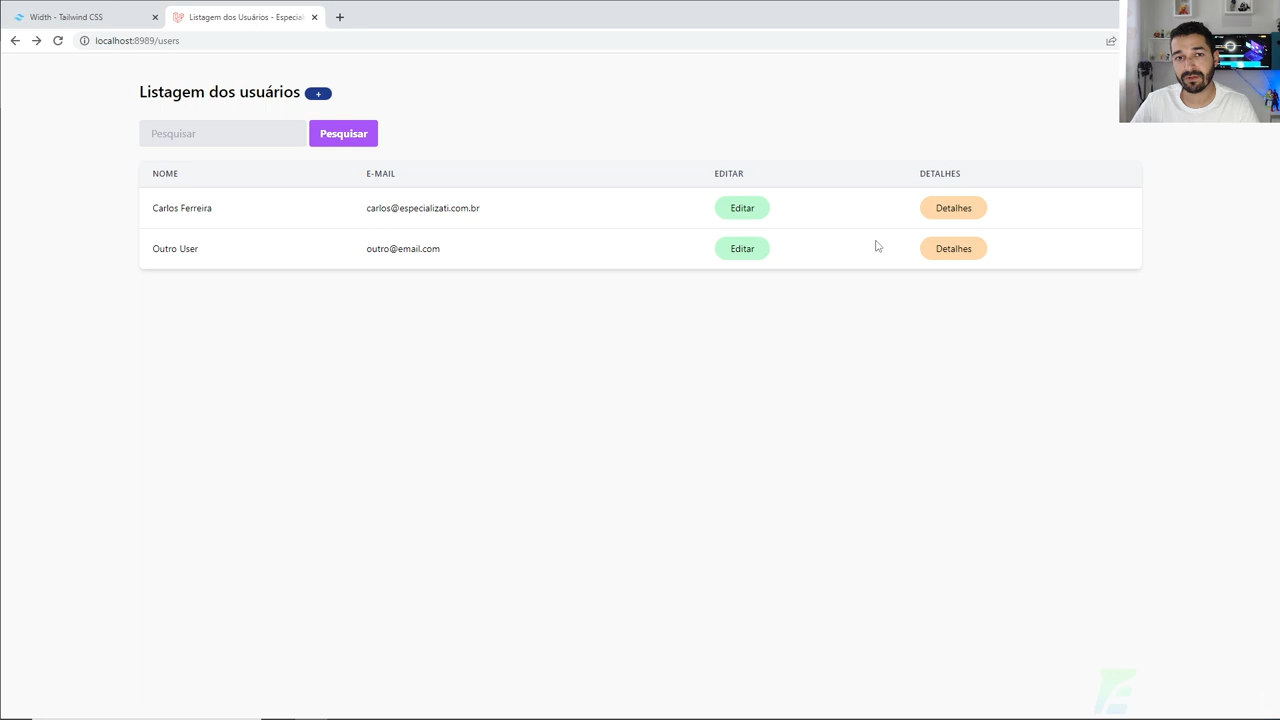 Width - Tailwind CSS
Listagem dos Usuários - Especial
localhost:8989/users
Listagem dos usuários +
Pesquisar Pesquisar
NOME E-MAIL EDITAR DETALHES
Carlos Ferreira carlos@especializati.com.br Editar Detalhes
Outro User outro@email.com Editar Detalhes